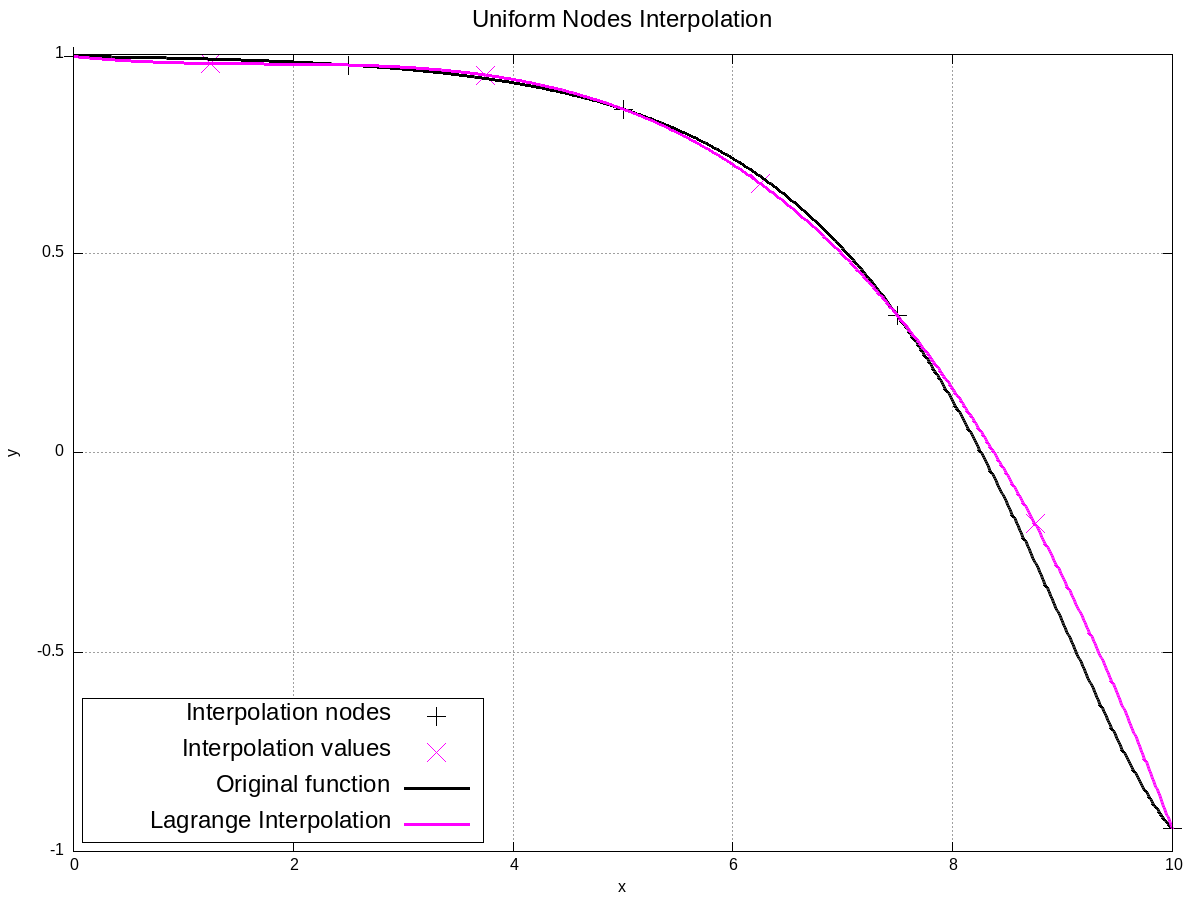 Uniform Nodes Interpolation
1
0.5
0
-0.5
-1
y
Interpolation nodes
Interpolation values
Original function
Lagrange Interpolation
0 2 4 6 8 10
x